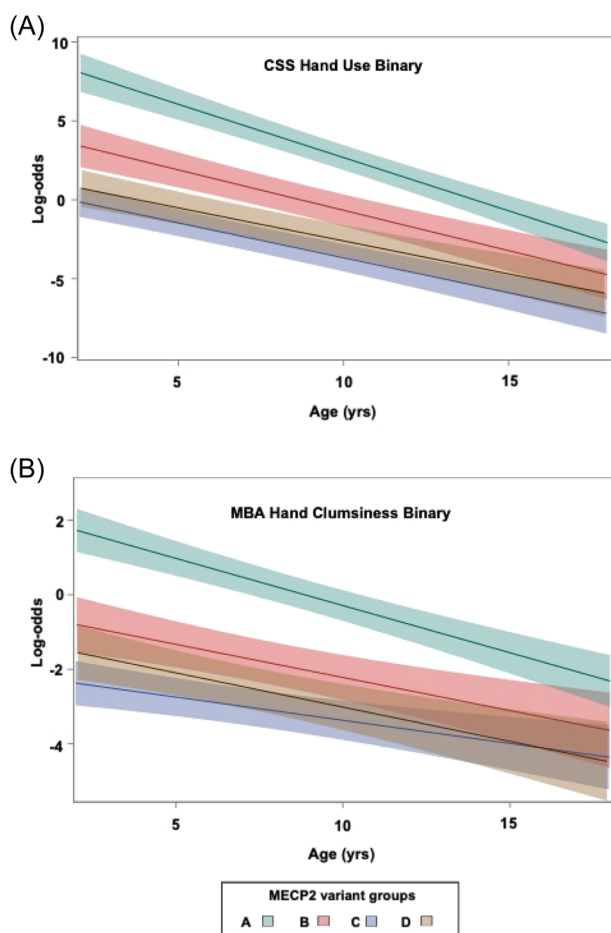 (A)
CSS Hand Use Binary
10
5
0
-5
-10
Log-odds
5 10 15
Age (yrs)
(B)
MBA Hand Clumsiness Binary
2
0
-2
-4
Log-odds
5 10 15
Age (yrs)
MECP2 variant groups
A B C D